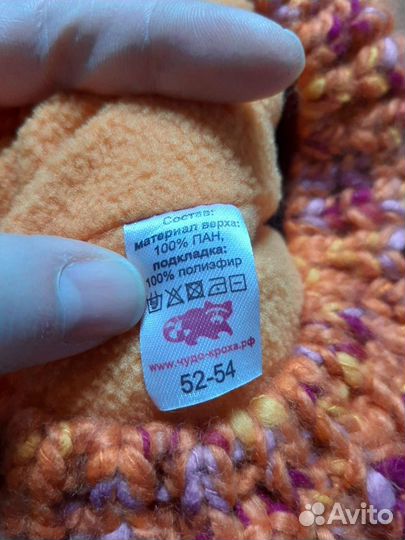 Состав:
материал верха:
100% ПАН,
подкладка:
100% полиэфир
www.чудо-кроха.рф
52-54
Avito